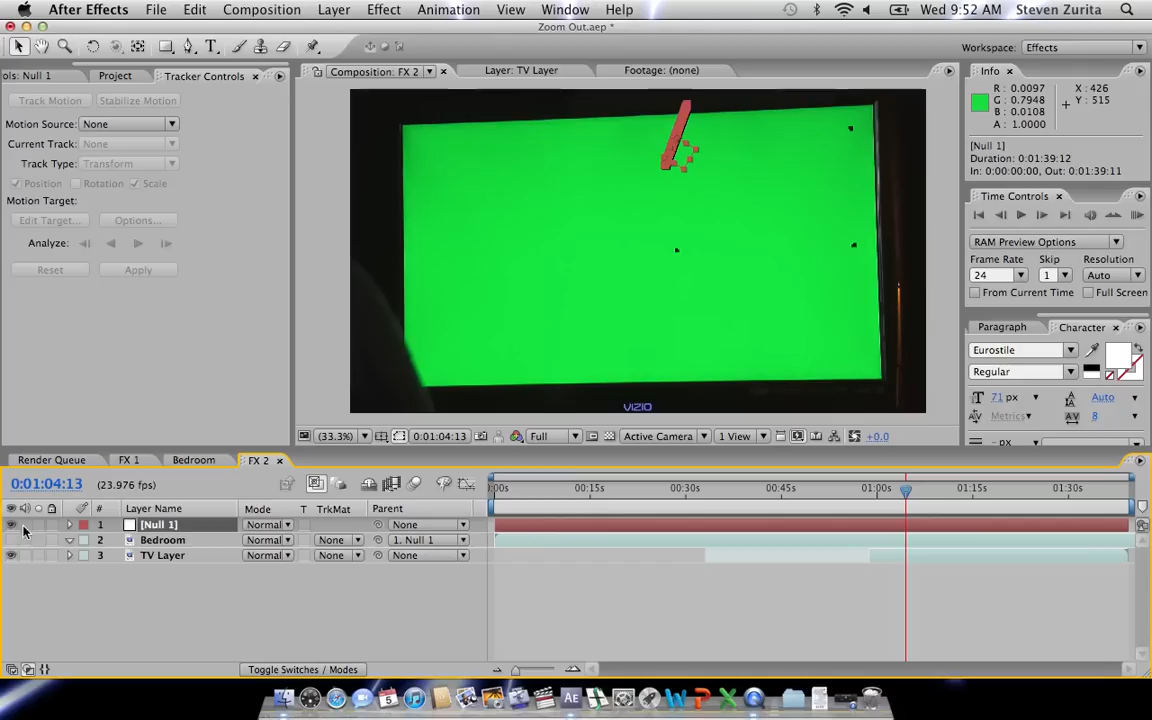 After Effects File Edit Composition Layer Effect Animation View Window Help Wed 9:52 AM Steven Zurita
Zoom Out.aep *
T Workspace: Effects
ols: Null 1 Project Tracker Controls × Composition: FX 2 × Layer: TV Layer Footage: (none) Info ×
Track Motion Stabilize Motion
Motion Source: None
Current Track: None
Track Type: Transform
Position Rotation Scale
Motion Target:
Edit Target... Options...
Analyze:
Reset Apply
VIZIO
(33.3%) 0:01:04:13 Full Active Camera 1 View +0.0
R : 0.0097 X : 426
G : 0.7948 Y : 515
B : 0.0108
A : 1.0000
[Null 1]
Duration: 0:01:39:12
In: 0:00:00:00, Out: 0:01:39:11
Time Controls ×
RAM Preview Options
Frame Rate Skip Resolution
24 1 Auto
From Current Time Full Screen
Paragraph Character ×
Eurostile
Regular
T 71 px Auto
Metrics AV 8
- px
Render Queue FX 1 Bedroom FX 2 ×
0:01:04:13 (23.976 fps) :00s 00:15s 00:30s 00:45s 01:00s 01:15s 01:30s
# Layer Name Mode T TrkMat Parent
1 [Null 1] Normal None
2 Bedroom Normal None 1. Null 1
3 TV Layer Normal None None
Toggle Switches / Modes